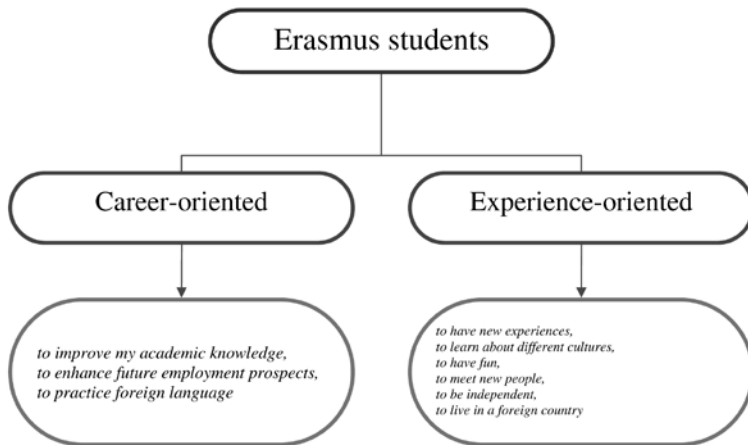 Erasmus students
Career-oriented
Experience-oriented
to improve my academic knowledge,
to enhance future employment prospects,
to practice foreign language
to have new experiences,
to learn about different cultures,
to have fun,
to meet new people,
to be independent,
to live in a foreign country